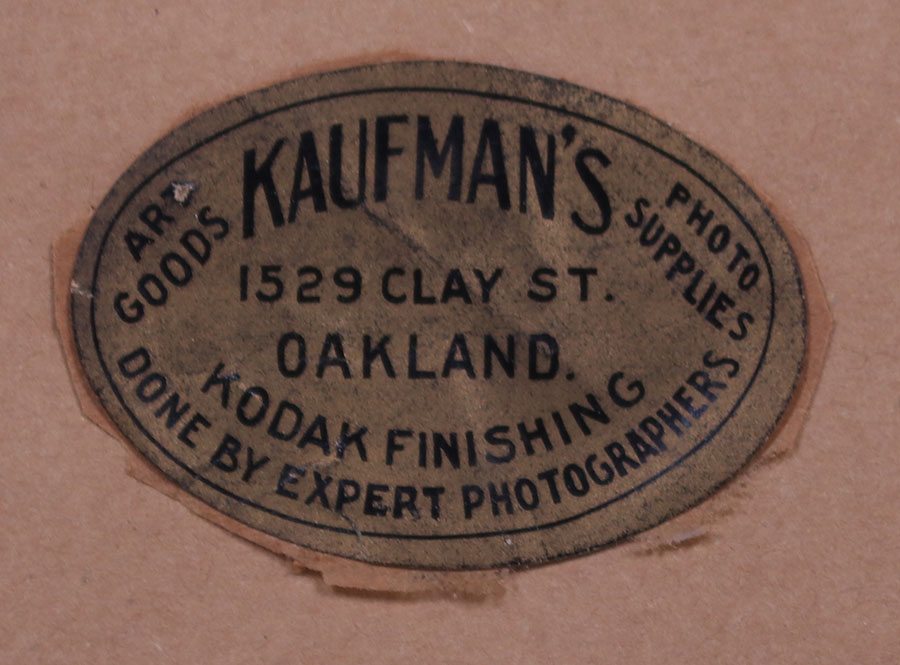 KAUFMAN'S
ART
GOODS
PHOTO
SUPPLIES
1529 CLAY ST.
OAKLAND.
KODAK FINISHING
DONE BY EXPERT PHOTOGRAPHERS